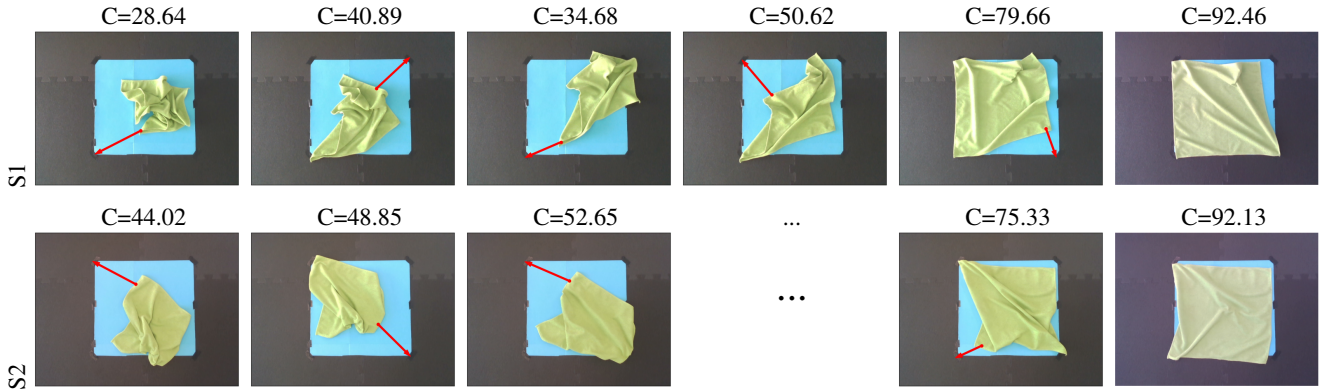 C=28.64 C=40.89 C=34.68 C=50.62 C=79.66 C=92.46
S1
C=44.02 C=48.85 C=52.65 ... C=75.33 C=92.13
...
S2